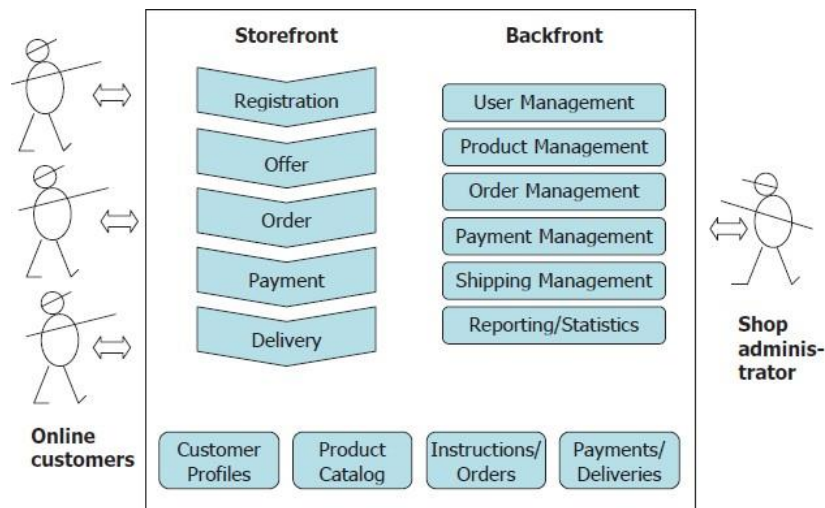 Storefront
Registration
Offer
Order
Payment
Delivery
Backfront
User Management
Product Management
Order Management
Payment Management
Shipping Management
Reporting/Statistics
Online
customers
Shop
adminis-
trator
Customer
Profiles
Product
Catalog
Instructions/
Orders
Payments/
Deliveries